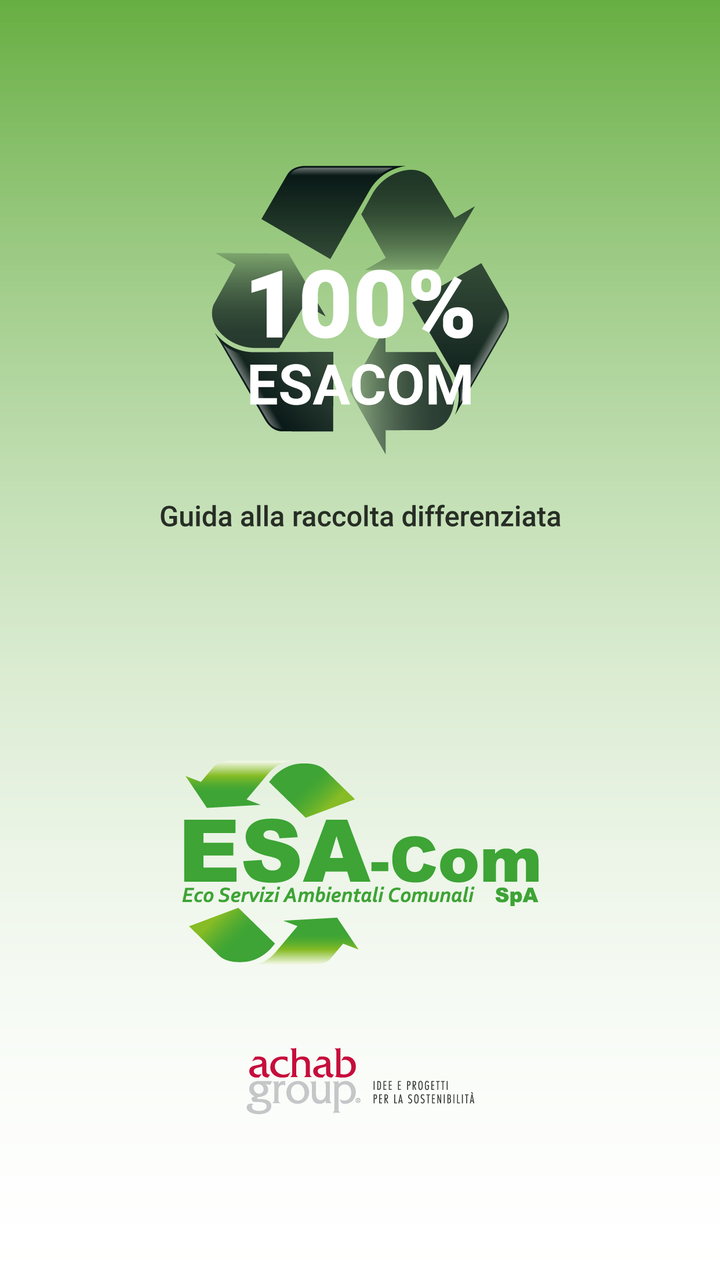 100%
ESACOM
Guida alla raccolta differenziata
ESA-Com
Eco Servizi Ambientali Comunali SpA
achab
group®
IDEE E PROGETTI
PER LA SOSTENIBILITÀ